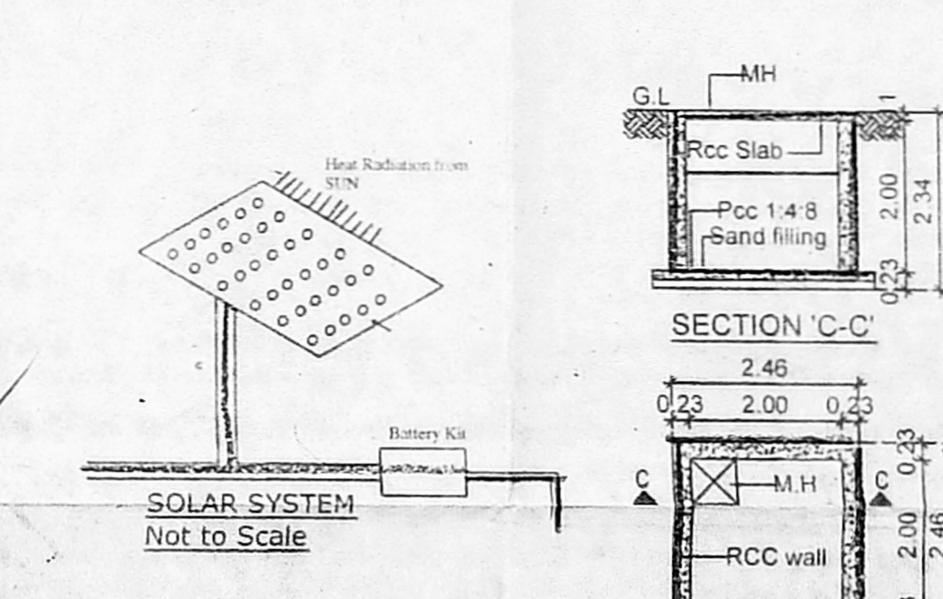 Heat Radiation from
SUN
Battery Kit
SOLAR SYSTEM
Not to Scale
MH
G.L
Rcc Slab
Pcc 1:4:8
Sand filling
1
2.00
2.34
0.23
SECTION 'C-C'
2.46
0.23 2.00 0.23
C M.H C
RCC wall
0.23
2.00
2.46